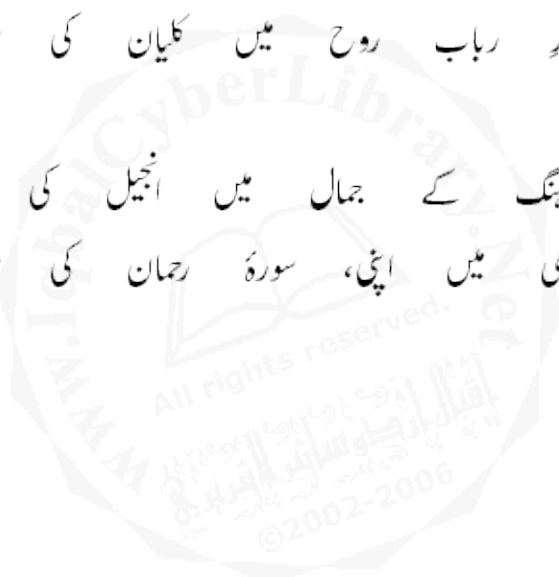 رباب روح میں کلیان کی
کے جمال میں انجیل کی
میں اپنی، سورۂ رحمان کی
www.IqbalCyberLibrary.Net
All rights reserved.
©2002-2006